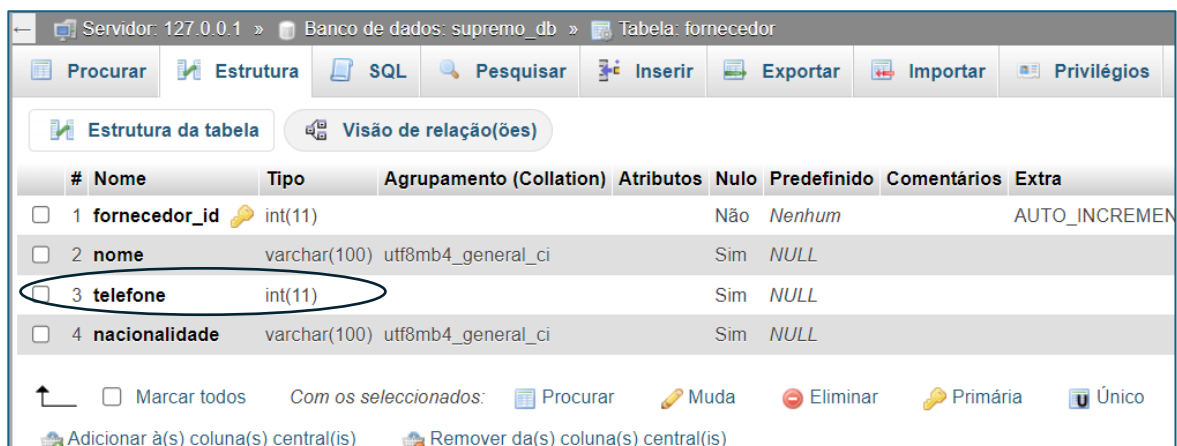 ← Servidor: 127.0.0.1 » Banco de dados: supremo_db » Tabela: fornecedor
Procurar Estrutura SQL Pesquisar Inserir Exportar Importar Privilégios
Estrutura da tabela Visão de relação(ões)
# Nome Tipo Agrupamento (Collation) Atributos Nulo Predefinido Comentários Extra
1 fornecedor_id int(11) Não Nenhum AUTO_INCREMEN
2 nome varchar(100) utf8mb4_general_ci Sim NULL
3 telefone int(11) Sim NULL
4 nacionalidade varchar(100) utf8mb4_general_ci Sim NULL
Marcar todos Com os seleccionados: Procurar Muda Eliminar Primária Único
Adicionar à(s) coluna(s) central(is) Remover da(s) coluna(s) central(is)